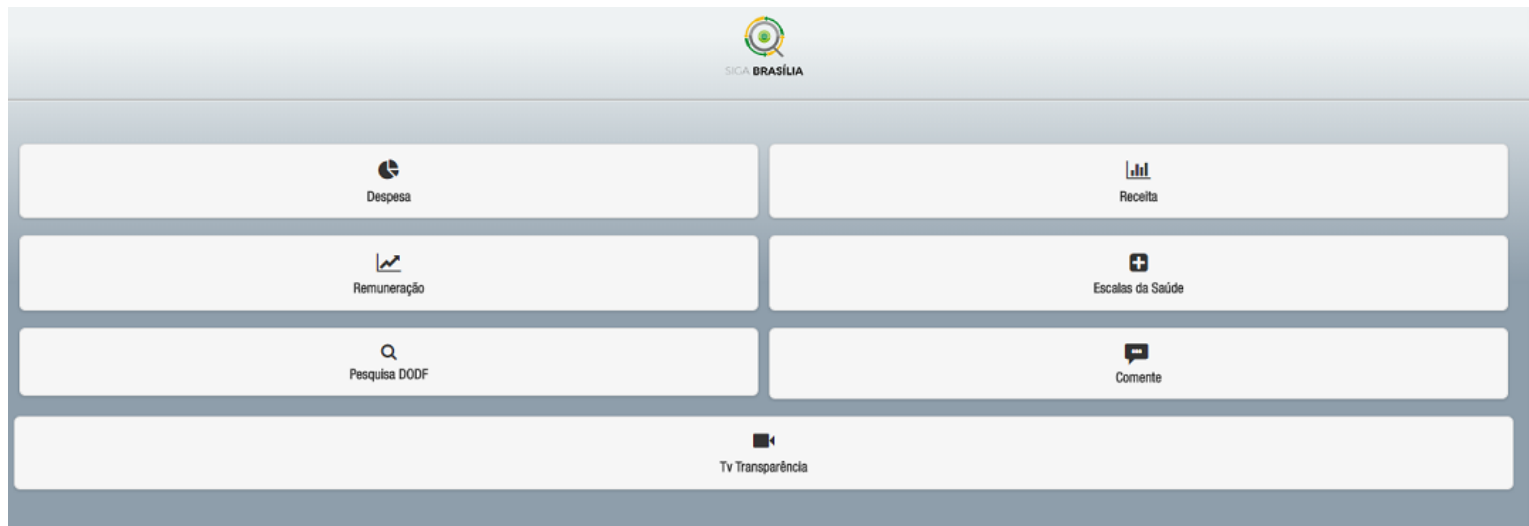 SIGA BRASÍLIA
Despesa
Receita
Remuneração
Escalas da Saúde
Pesquisa DODF
Comente
Tv Transparência